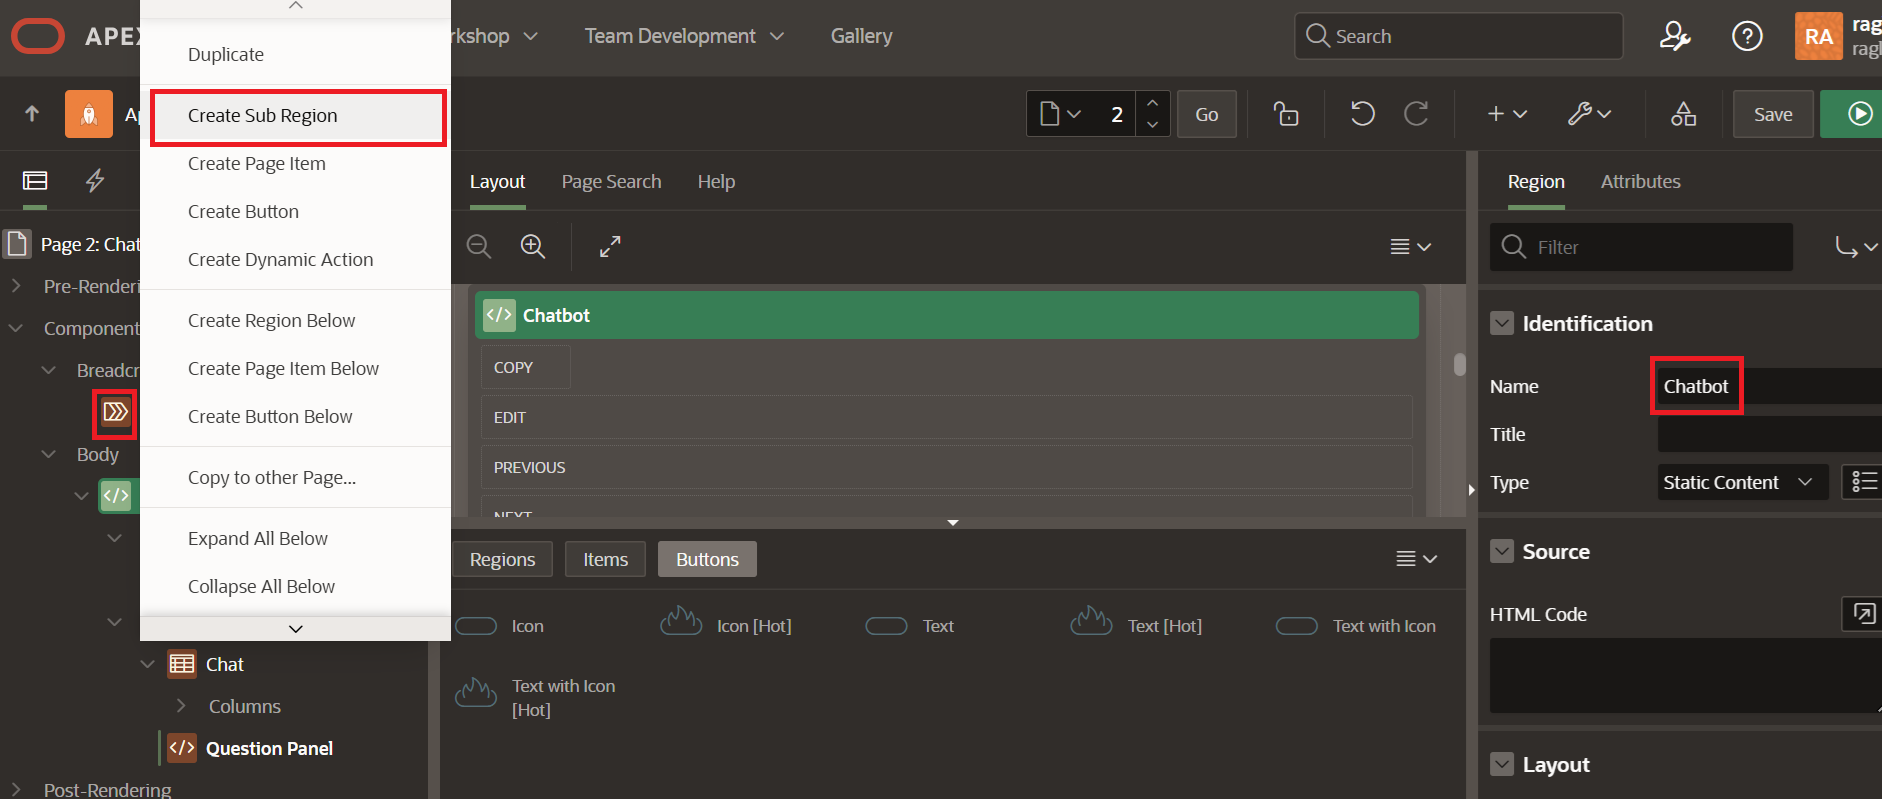 APEX
rkshop
Team Development
Gallery
Search
RA
rag
ragl
Duplicate
Create Sub Region
Create Page Item
Create Button
Create Dynamic Action
Create Region Below
Create Page Item Below
Create Button Below
Copy to other Page...
Expand All Below
Collapse All Below
Ap
2
Go
Save
Page 2: Chat
Pre-Renderi
Component
Breadcr
Body
</>
Chat
Columns
</> Question Panel
Post-Rendering
Layout
Page Search
Help
</> Chatbot
COPY
EDIT
PREVIOUS
NEXT
Regions
Items
Buttons
Icon
Icon [Hot]
Text
Text [Hot]
Text with Icon
Text with Icon
[Hot]
Region
Attributes
Filter
Identification
Name
Chatbot
Title
Type
Static Content
Source
HTML Code
Layout